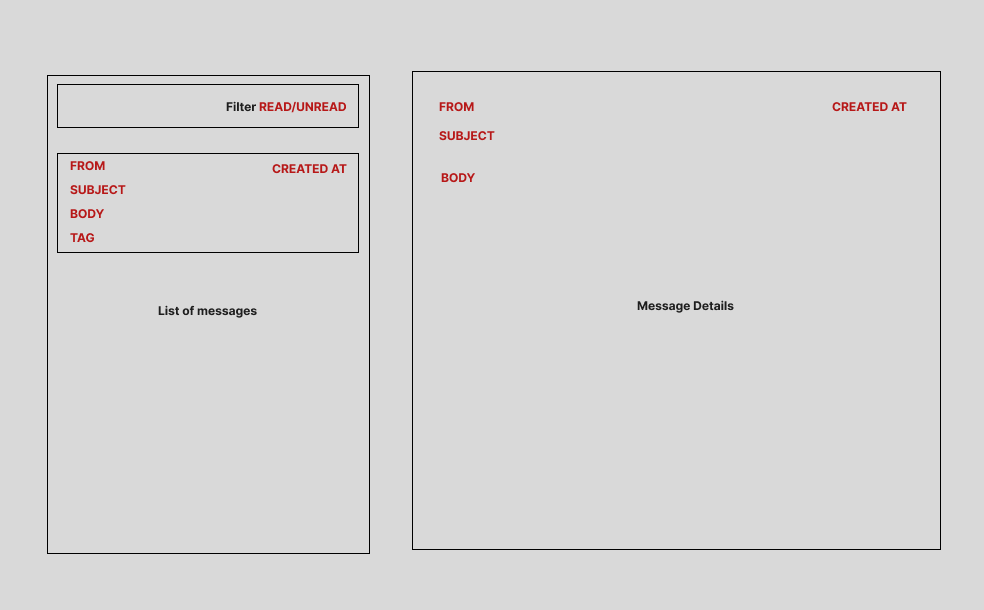 Filter READ/UNREAD
FROM
CREATED AT
SUBJECT
BODY
TAG
List of messages
FROM
CREATED AT
SUBJECT
BODY
Message Details